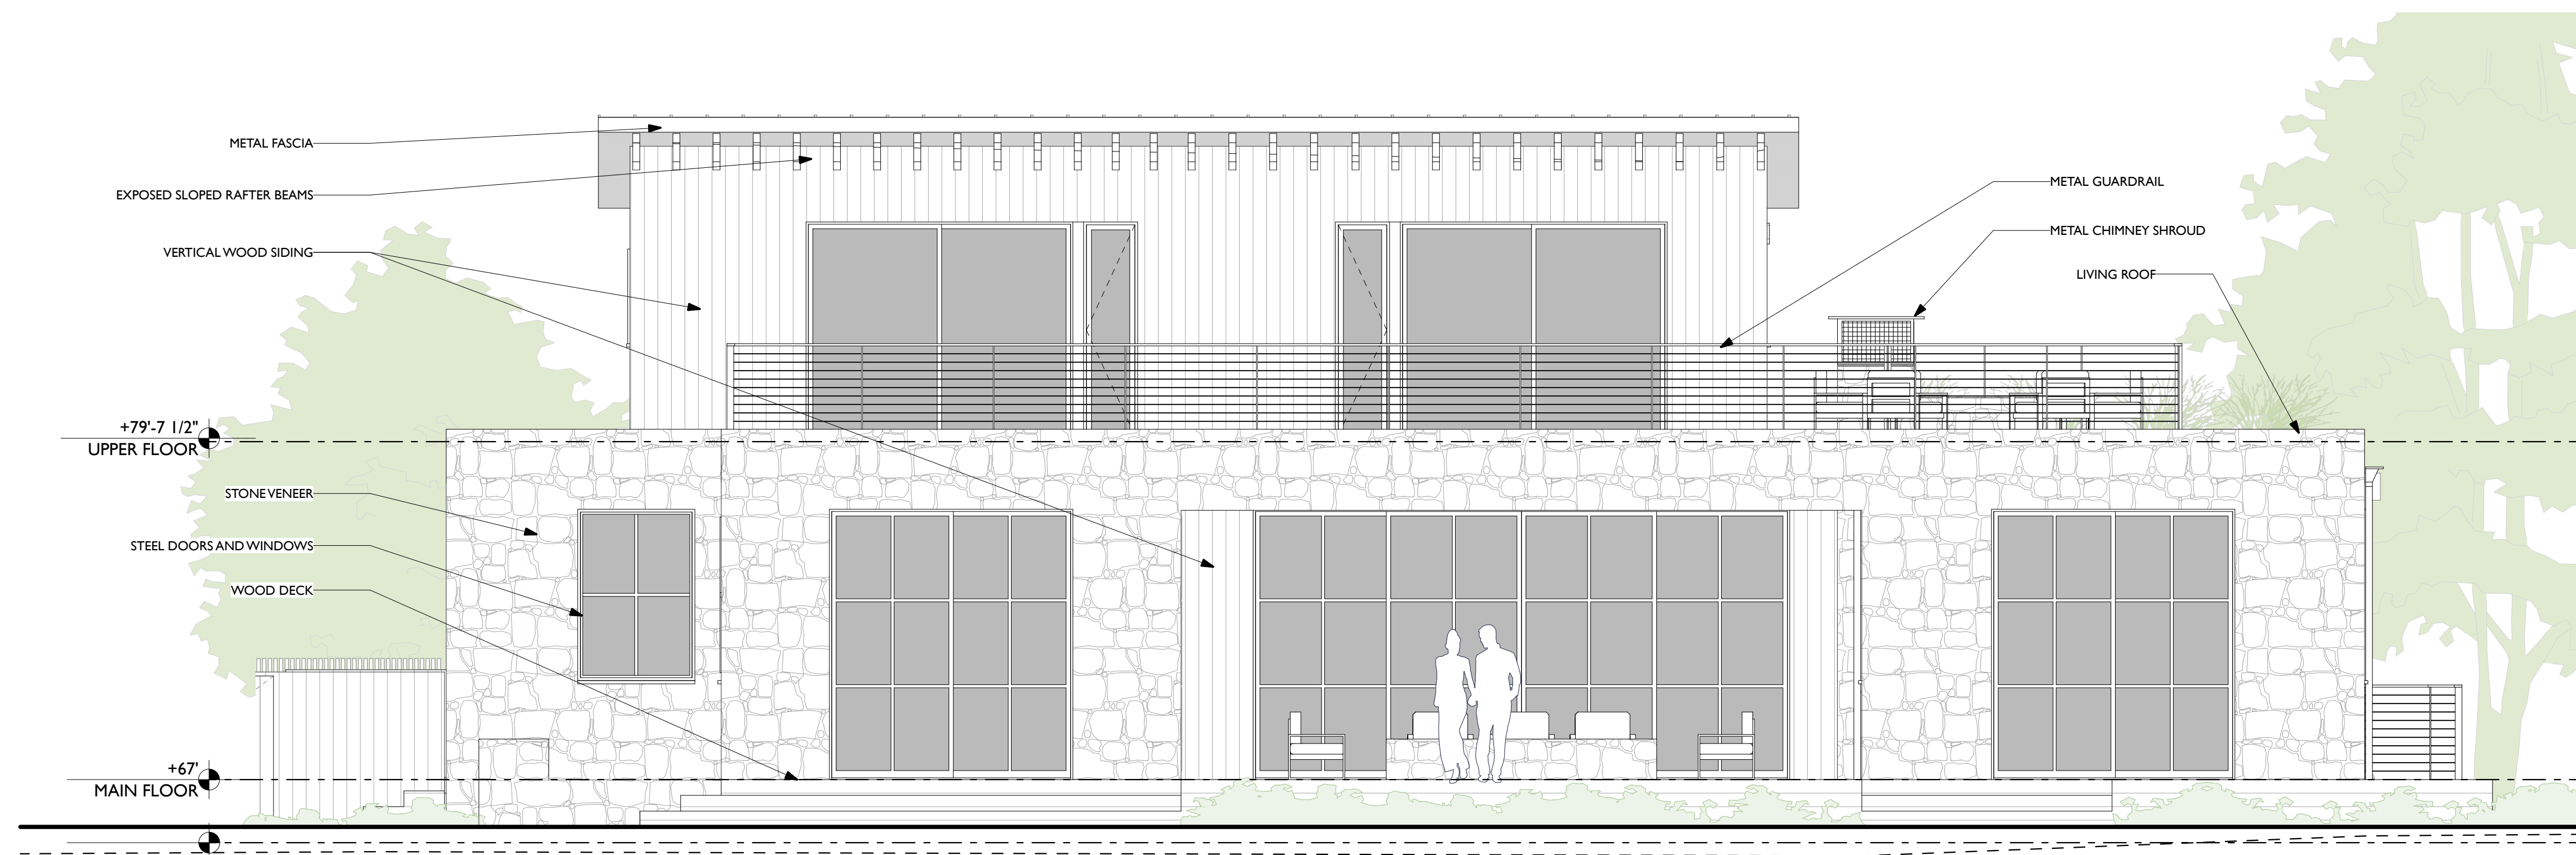 METAL FASCIA
EXPOSED SLOPED RAFTER BEAMS
VERTICAL WOOD SIDING
METAL GUARDRAIL
METAL CHIMNEY SHROUD
LIVING ROOF
+79'-7 1/2"
UPPER FLOOR
STONE VENEER
STEEL DOORS AND WINDOWS
WOOD DECK
+67'
MAIN FLOOR